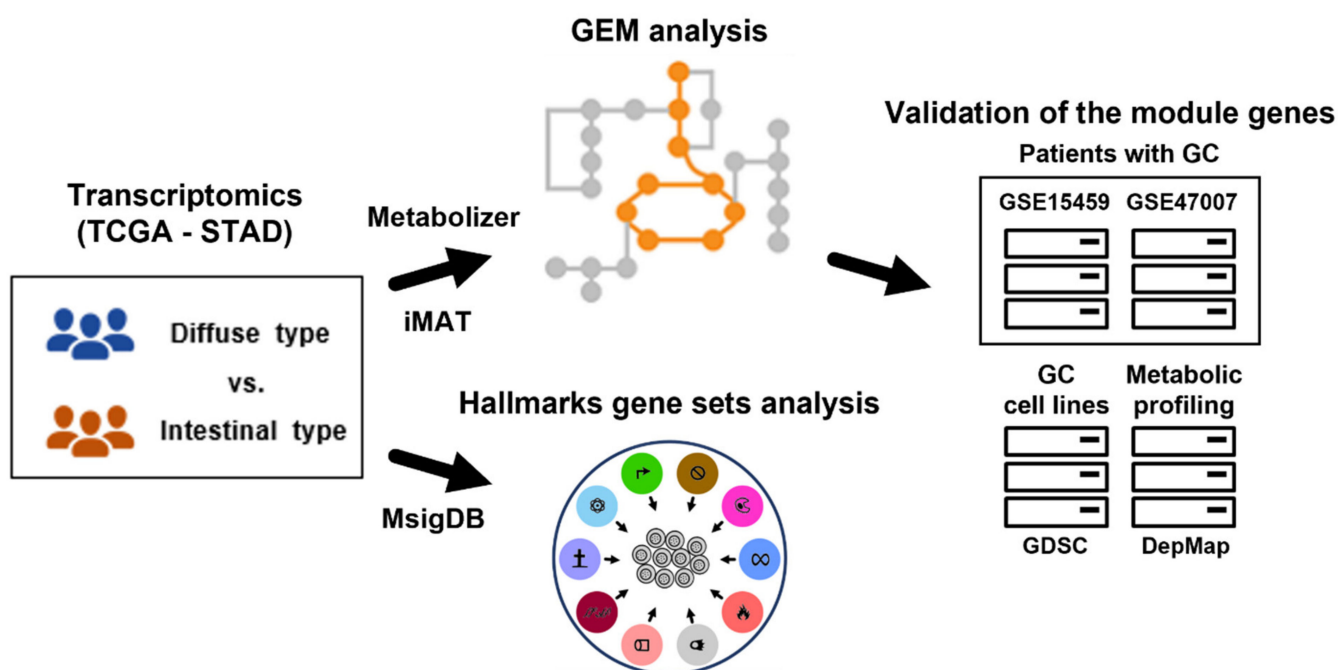 GEM analysis
Transcriptomics
(TCGA - STAD)
Diffuse type
vs.
Intestinal type
Metabolizer
iMAT
MsigDB
Hallmarks gene sets analysis
Validation of the module genes
Patients with GC
GSE15459 GSE47007
GC
cell lines
GDSC
Metabolic
profiling
DepMap